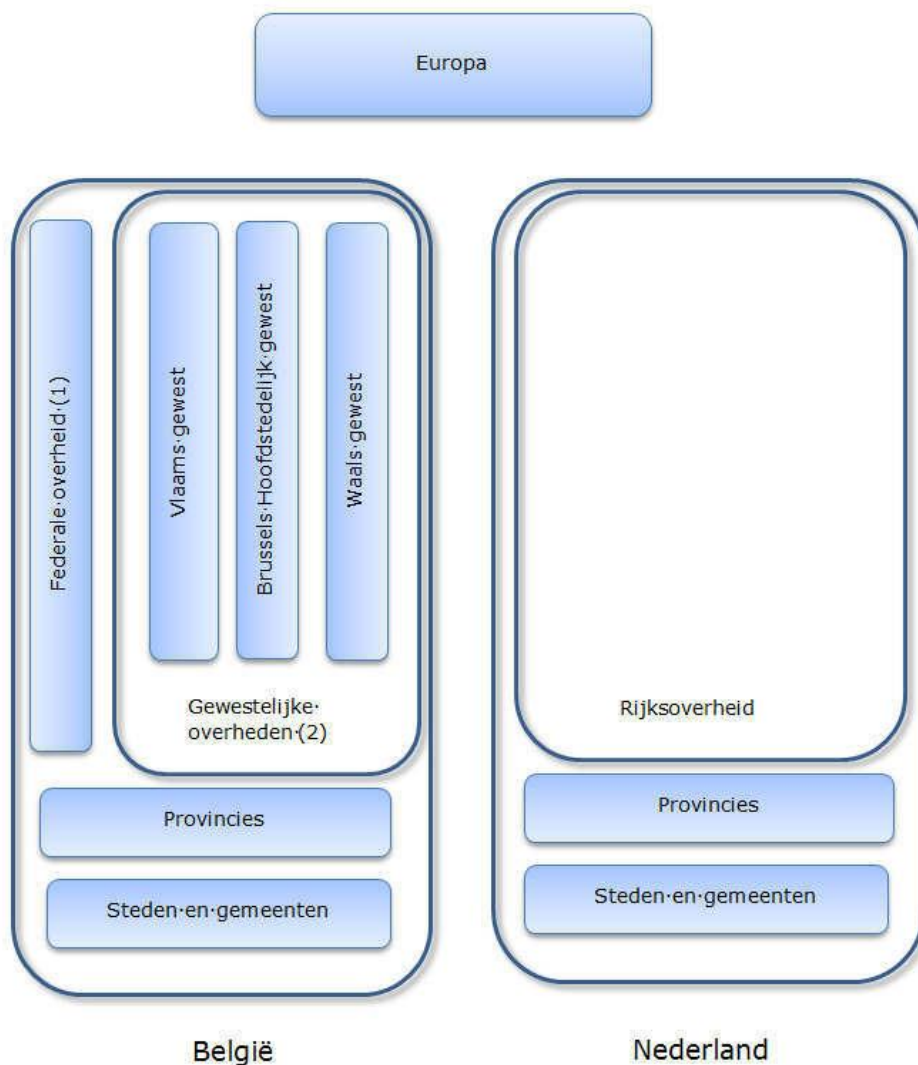 Europa
Federale·overheid·(1)
Vlaams·gewest
Brussels·Hoofdstedelijk·gewest
Waals·gewest
Gewestelijke·
overheden·(2)
Provincies
Steden·en·gemeenten
België
Rijksoverheid
Provincies
Steden·en·gemeenten
Nederland